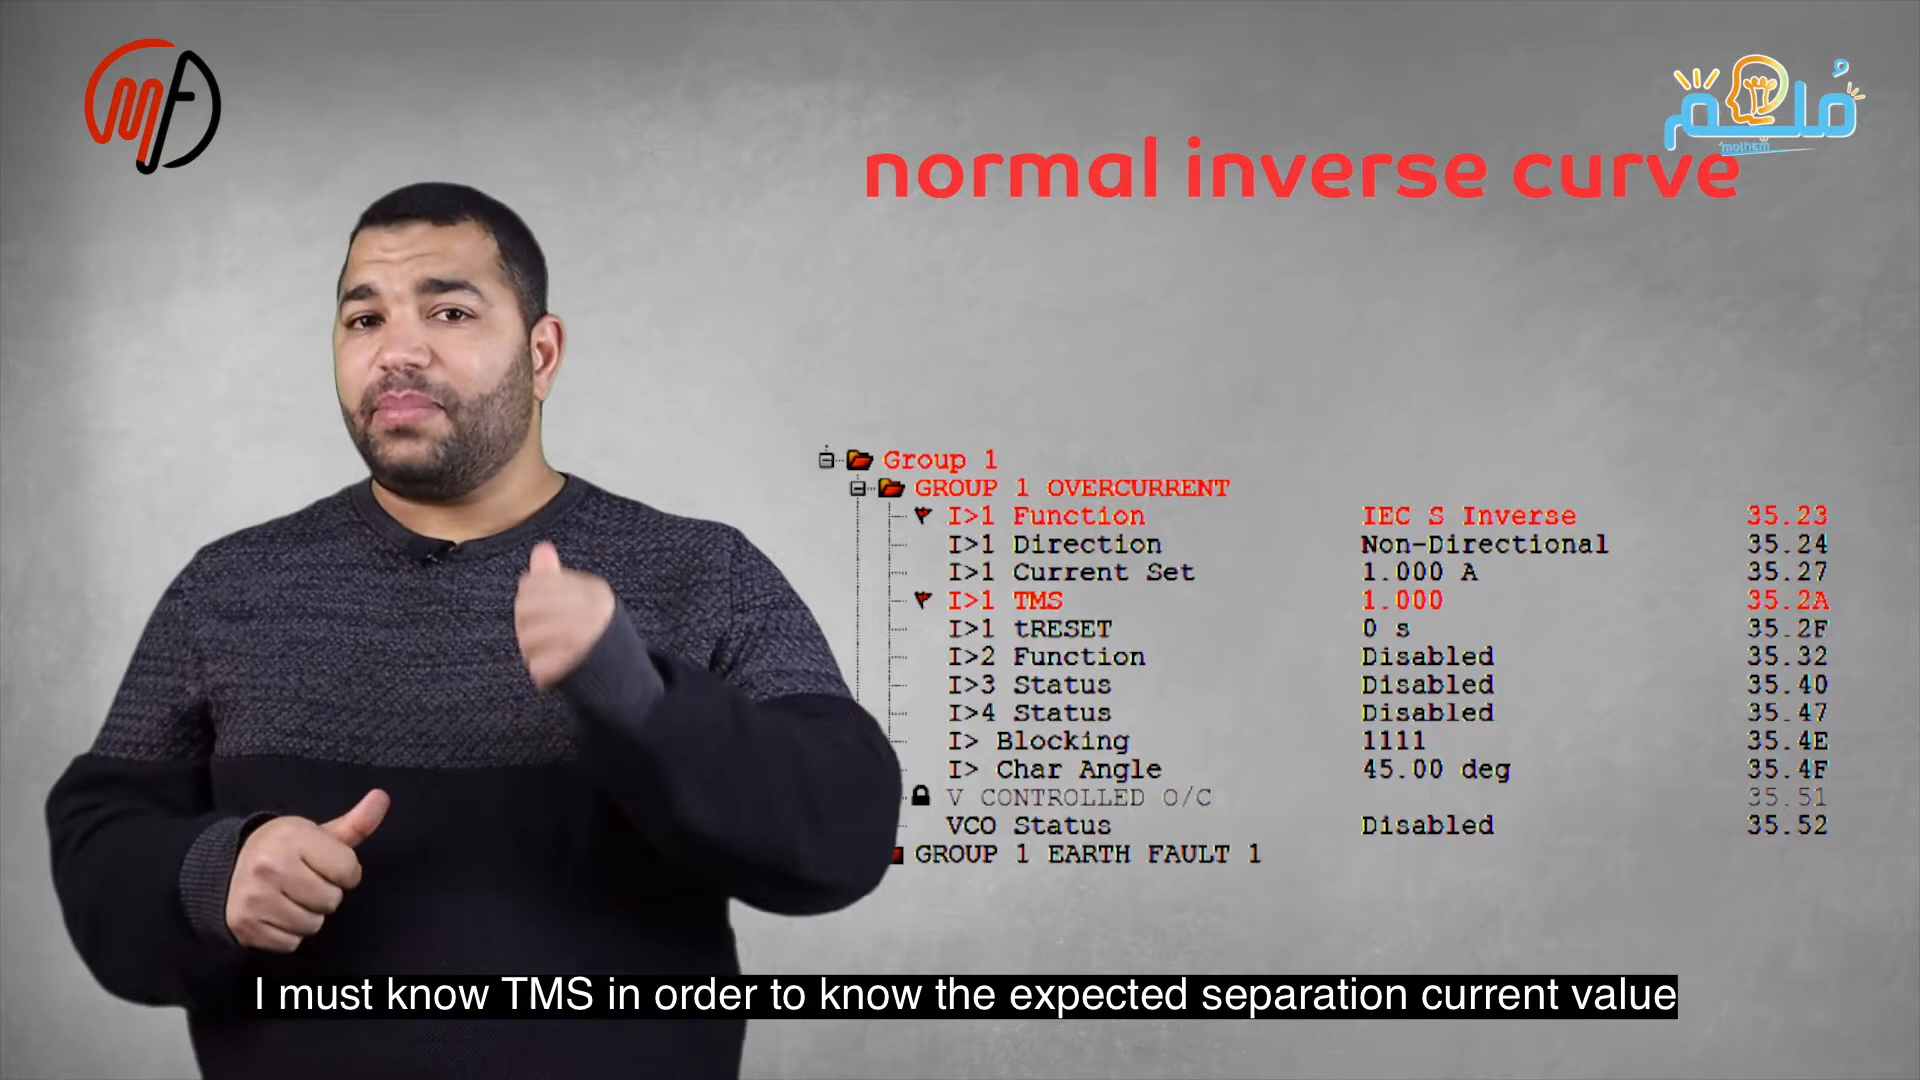 مُلهم
molhem
normal inverse curve
Group 1
GROUP 1 OVERCURRENT
I>1 Function IEC S Inverse 35.23
I>1 Direction Non-Directional 35.24
I>1 Current Set 1.000 A 35.27
I>1 TMS 1.000 35.2A
I>1 tRESET 0 s 35.2F
I>2 Function Disabled 35.32
I>3 Status Disabled 35.40
I>4 Status Disabled 35.47
I> Blocking 1111 35.4E
I> Char Angle 45.00 deg 35.4F
V CONTROLLED O/C 35.51
VCO Status Disabled 35.52
GROUP 1 EARTH FAULT 1
I must know TMS in order to know the expected separation current value